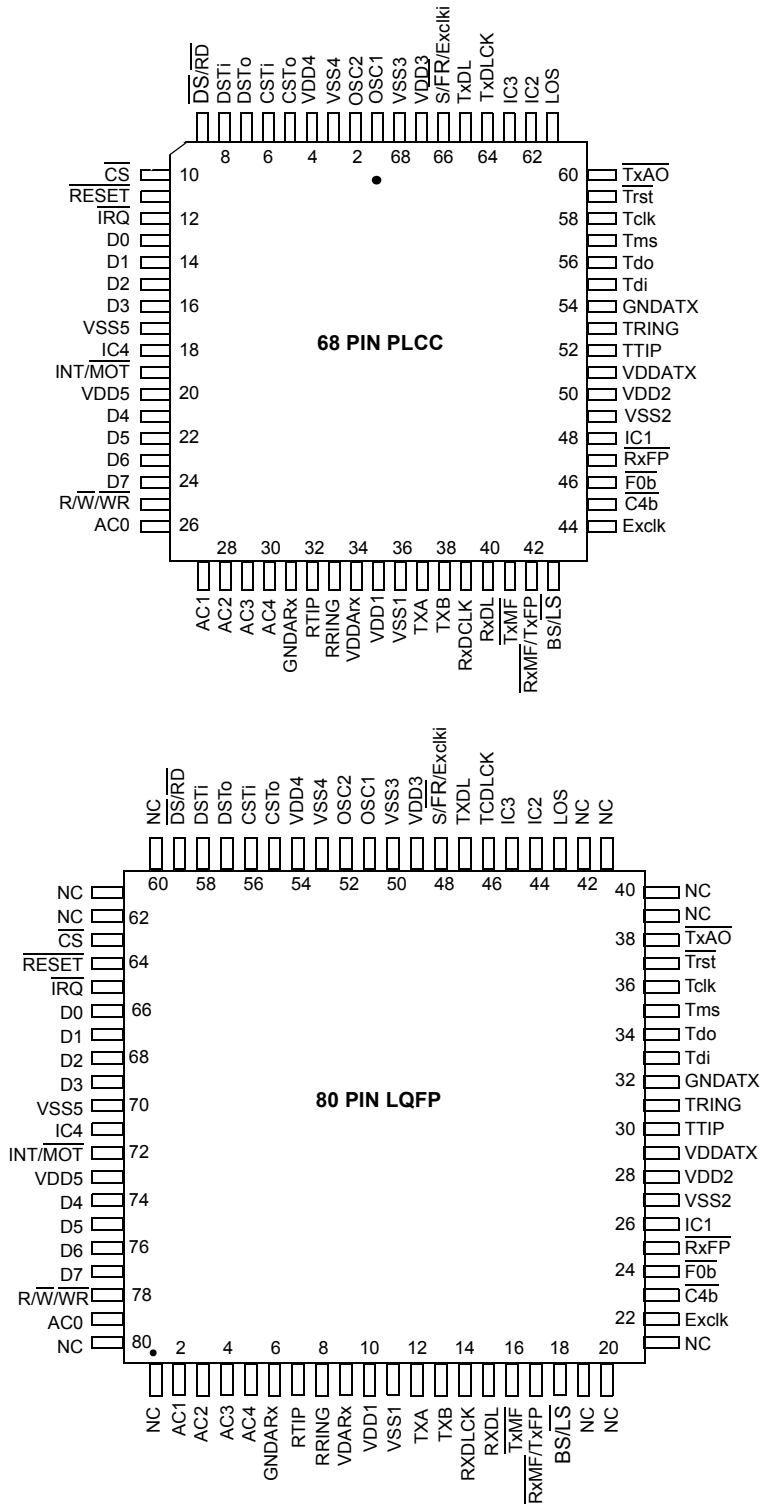 DS/RD
DSTi
DSTo
CSTi
CSTo
VDD4
VSS4
OSC2
OSC1
VSS3
VDD3
S/FR/Exclki
TxDL
TxDLCK
IC3
IC2
LOS
8 6 4 2 68 66 64 62
CS 10
RESET
IRQ 12
D0
D1 14
D2
D3 16
VSS5
IC4 18
INT/MOT
VDD5 20
D4
D5 22
D6
D7 24
R/W/WR
AC0 26
68 PIN PLCC
60 TxAO
Trst
58 Tclk
Tms
56 Tdo
Tdi
54 GNDATX
TRING
52 TTIP
VDDATX
50 VDD2
VSS2
48 IC1
RxFP
46 F0b
C4b
44 Exclk
28 30 32 34 36 38 40 42
AC1
AC2
AC3
AC4
GNDARx
RTIP
RRING
VDDArx
VDD1
VSS1
TXA
TXB
RxDCLK
RxDL
TxMF
RxMF/TxFP
BS/LS
NC
DS/RD
DSTi
DSTo
CSTi
CSTo
VDD4
VSS4
OSC2
OSC1
VSS3
VDD3
S/FR/Exclki
TXDL
TCDLCK
IC3
IC2
LOS
NC
NC
60 58 56 54 52 50 48 46 44 42
NC
NC 62
CS
RESET 64
IRQ
D0 66
D1
D2 68
D3
VSS5 70
IC4
INT/MOT 72
VDD5
D4 74
D5
D6 76
D7
R/W/WR 78
AC0
NC 80
80 PIN LQFP
40 NC
NC
38 TxAO
Trst
36 Tclk
Tms
34 Tdo
Tdi
32 GNDATX
TRING
30 TTIP
VDDATX
28 VDD2
VSS2
26 IC1
RxFP
24 F0b
C4b
22 Exclk
NC
2 4 6 8 10 12 14 16 18 20
NC
AC1
AC2
AC3
AC4
GNDARx
RTIP
RRING
VDARx
VDD1
VSS1
TXA
TXB
RXDLCK
RXDL
TxMF
RxMF/TxFP
BS/LS
NC
NC